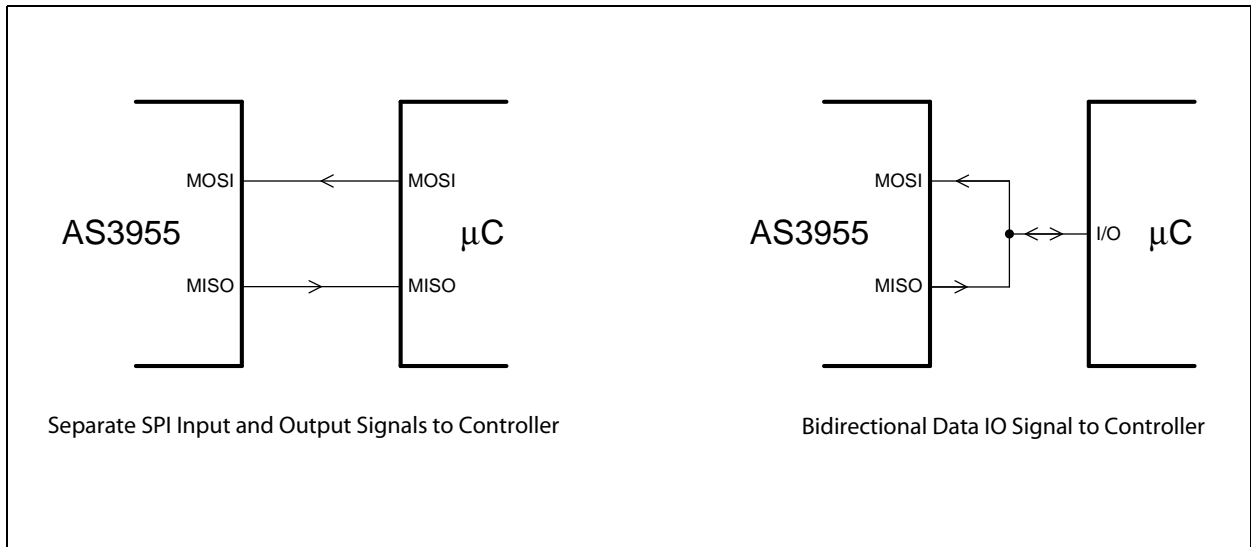 MOSI
MOSI
AS3955
μC
MISO
MISO
Separate SPI Input and Output Signals to Controller
MOSI
AS3955
I/O
μC
MISO
Bidirectional Data IO Signal to Controller